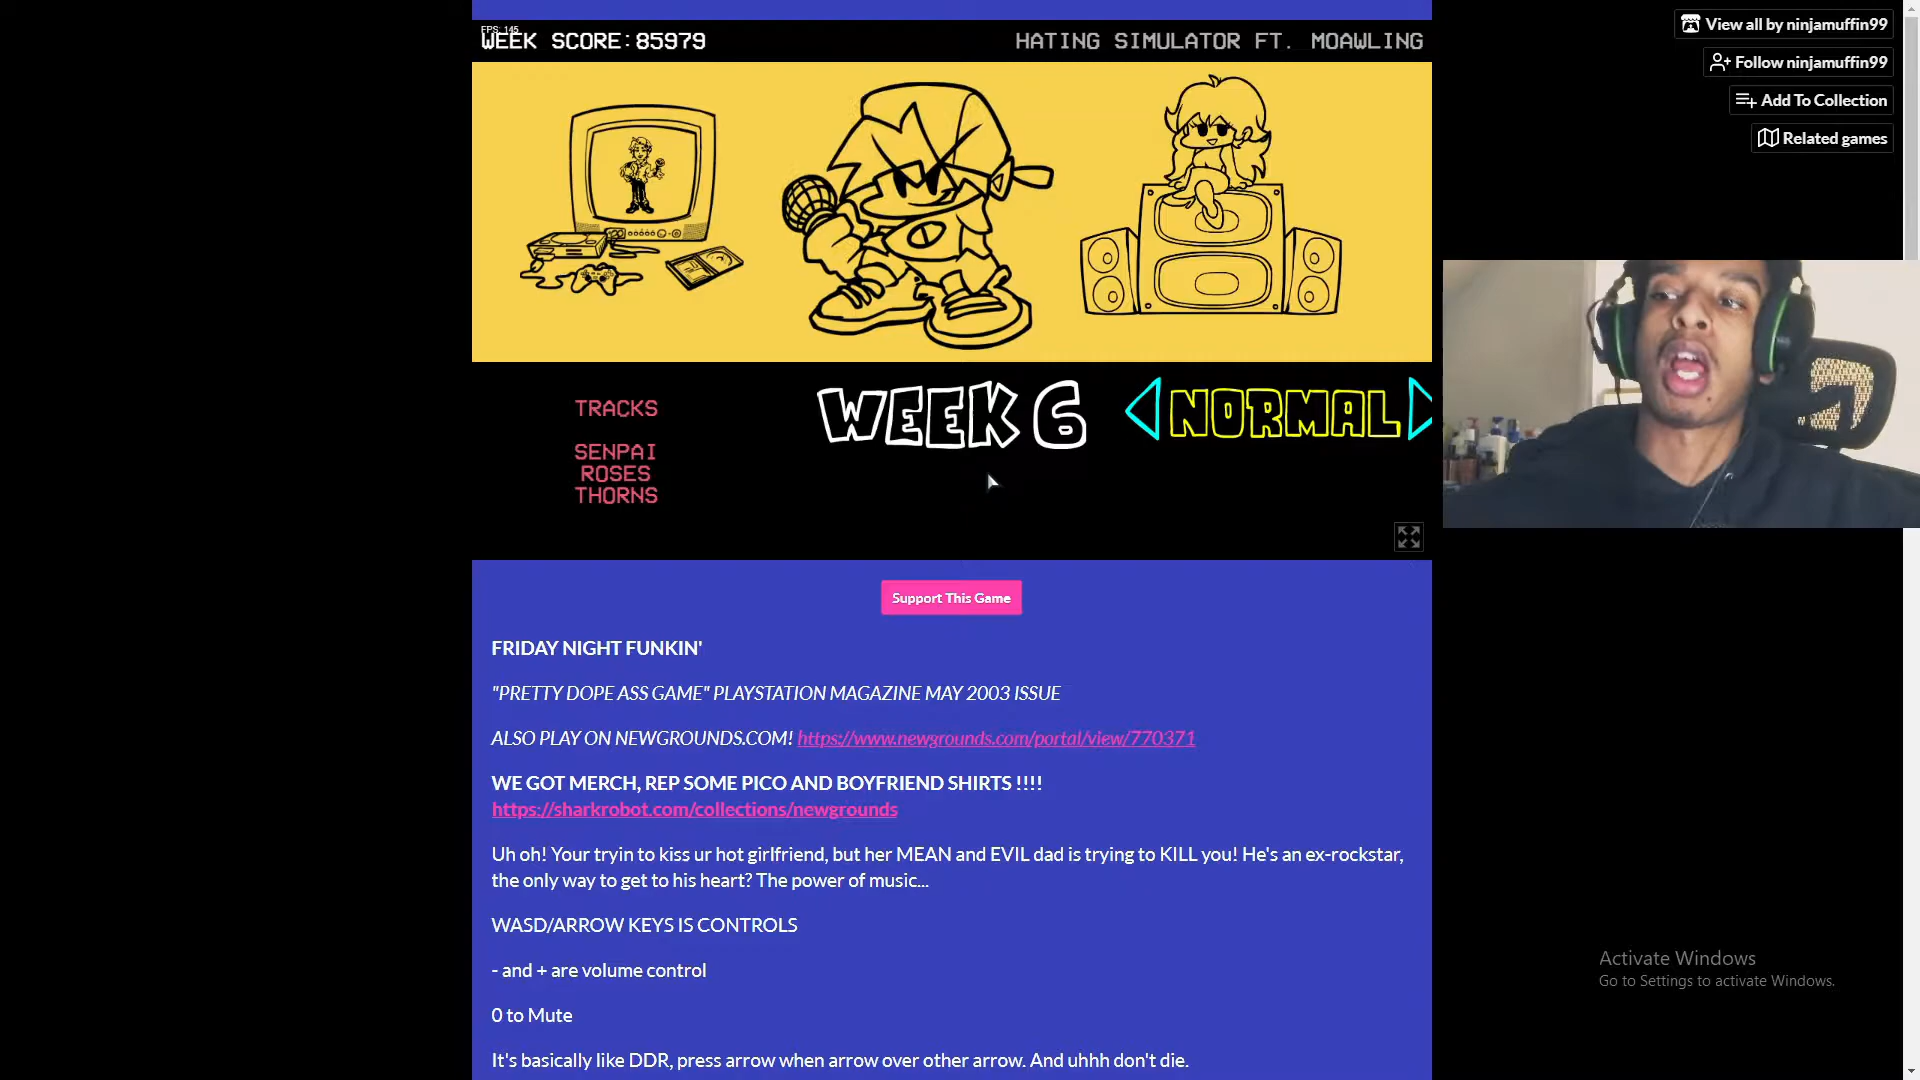 FPS: 145
WEEK SCORE:85979
HATING SIMULATOR FT. MOAWLING
View all by ninjamuffin99
Follow ninjamuffin99
Add To Collection
Related games
TRACKS
SENPAI
ROSES
THORNS
WEEK 6
NORMAL
Support This Game
FRIDAY NIGHT FUNKIN'
"PRETTY DOPE ASS GAME" PLAYSTATION MAGAZINE MAY 2003 ISSUE
ALSO PLAY ON NEWGROUNDS.COM! https://www.newgrounds.com/portal/view/770371
WE GOT MERCH, REP SOME PICO AND BOYFRIEND SHIRTS !!!!
https://sharkrobot.com/collections/newgrounds
Uh oh! Your tryin to kiss ur hot girlfriend, but her MEAN and EVIL dad is trying to KILL you! He's an ex-rockstar,
the only way to get to his heart? The power of music...
WASD/ARROW KEYS IS CONTROLS
- and + are volume control
0 to Mute
It's basically like DDR, press arrow when arrow over other arrow. And uhhh don't die.
Activate Windows
Go to Settings to activate Windows.